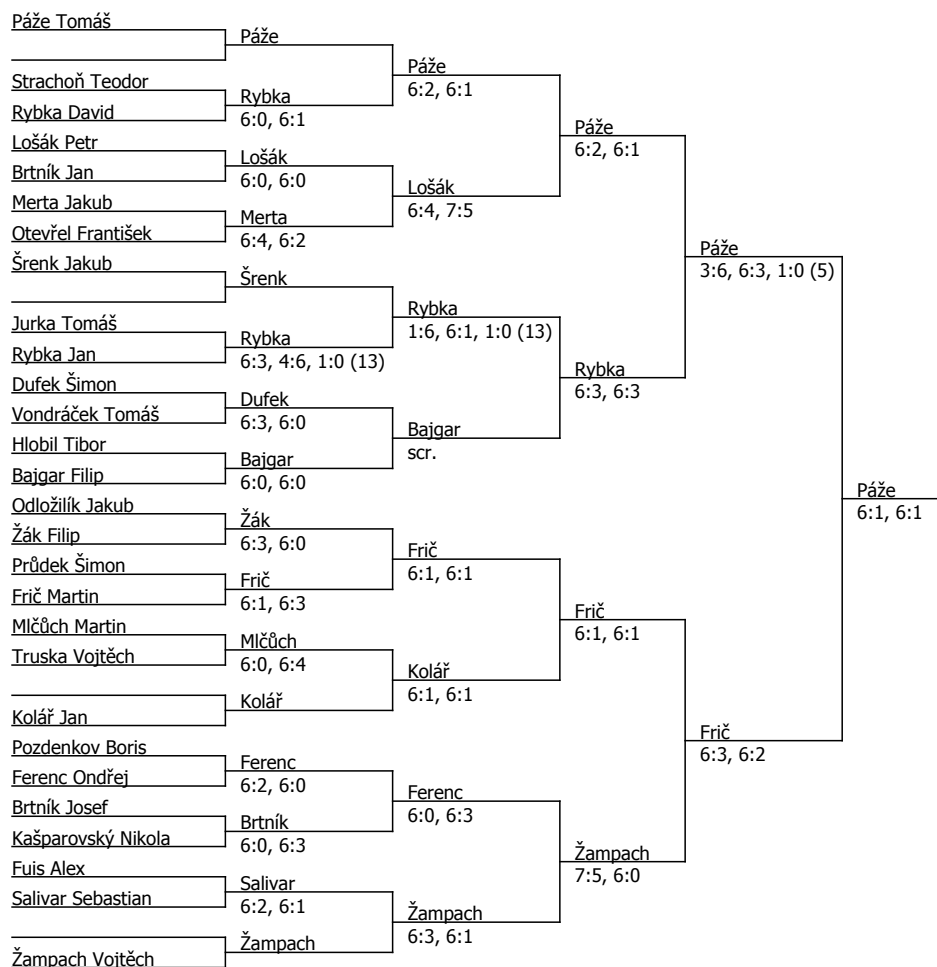 Páže Tomáš
Páže
Páže
6:2, 6:1
Strachoň Teodor
Rybka David
Rybka
6:0, 6:1
Páže
6:2, 6:1
Lošák Petr
Brtník Jan
Lošák
6:0, 6:0
Lošák
6:4, 7:5
Merta Jakub
Otevřel František
Merta
6:4, 6:2
Páže
3:6, 6:3, 1:0 (5)
Šrenk Jakub
Šrenk
Rybka
1:6, 6:1, 1:0 (13)
Jurka Tomáš
Rybka Jan
Rybka
6:3, 4:6, 1:0 (13)
Rybka
6:3, 6:3
Dufek Šimon
Vondráček Tomáš
Dufek
6:3, 6:0
Bajgar
scr.
Hlobil Tibor
Bajgar Filip
Bajgar
6:0, 6:0
Páže
6:1, 6:1
Odložilík Jakub
Žák Filip
Žák
6:3, 6:0
Frič
6:1, 6:1
Průdek Šimon
Frič Martin
Frič
6:1, 6:3
Frič
6:1, 6:1
Mlčůch Martin
Truska Vojtěch
Mlčůch
6:0, 6:4
Kolář
6:1, 6:1
Kolář Jan
Kolář
Frič
6:3, 6:2
Pozdenkov Boris
Ferenc Ondřej
Ferenc
6:2, 6:0
Ferenc
6:0, 6:3
Brtník Josef
Kašparovský Nikola
Brtník
6:0, 6:3
Žampach
7:5, 6:0
Fuis Alex
Salivar Sebastian
Salivar
6:2, 6:1
Žampach
6:3, 6:1
Žampach Vojtěch
Žampach